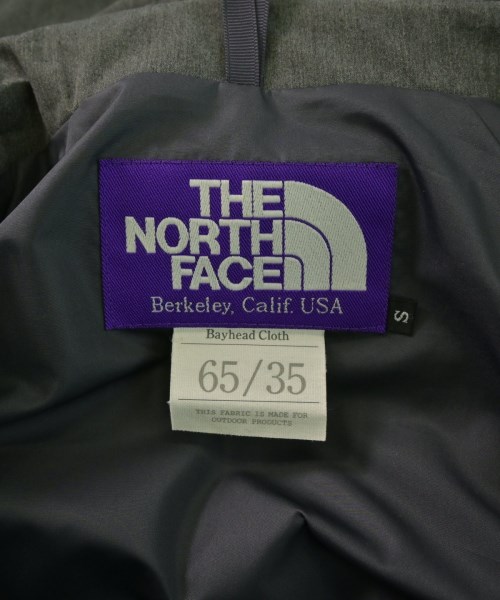 THE
NORTH
FACE
Berkeley, Calif. USA
S
Bayhead Cloth
65/35
THIS FABRIC IS MADE FOR
OUTDOOR PRODUCTS